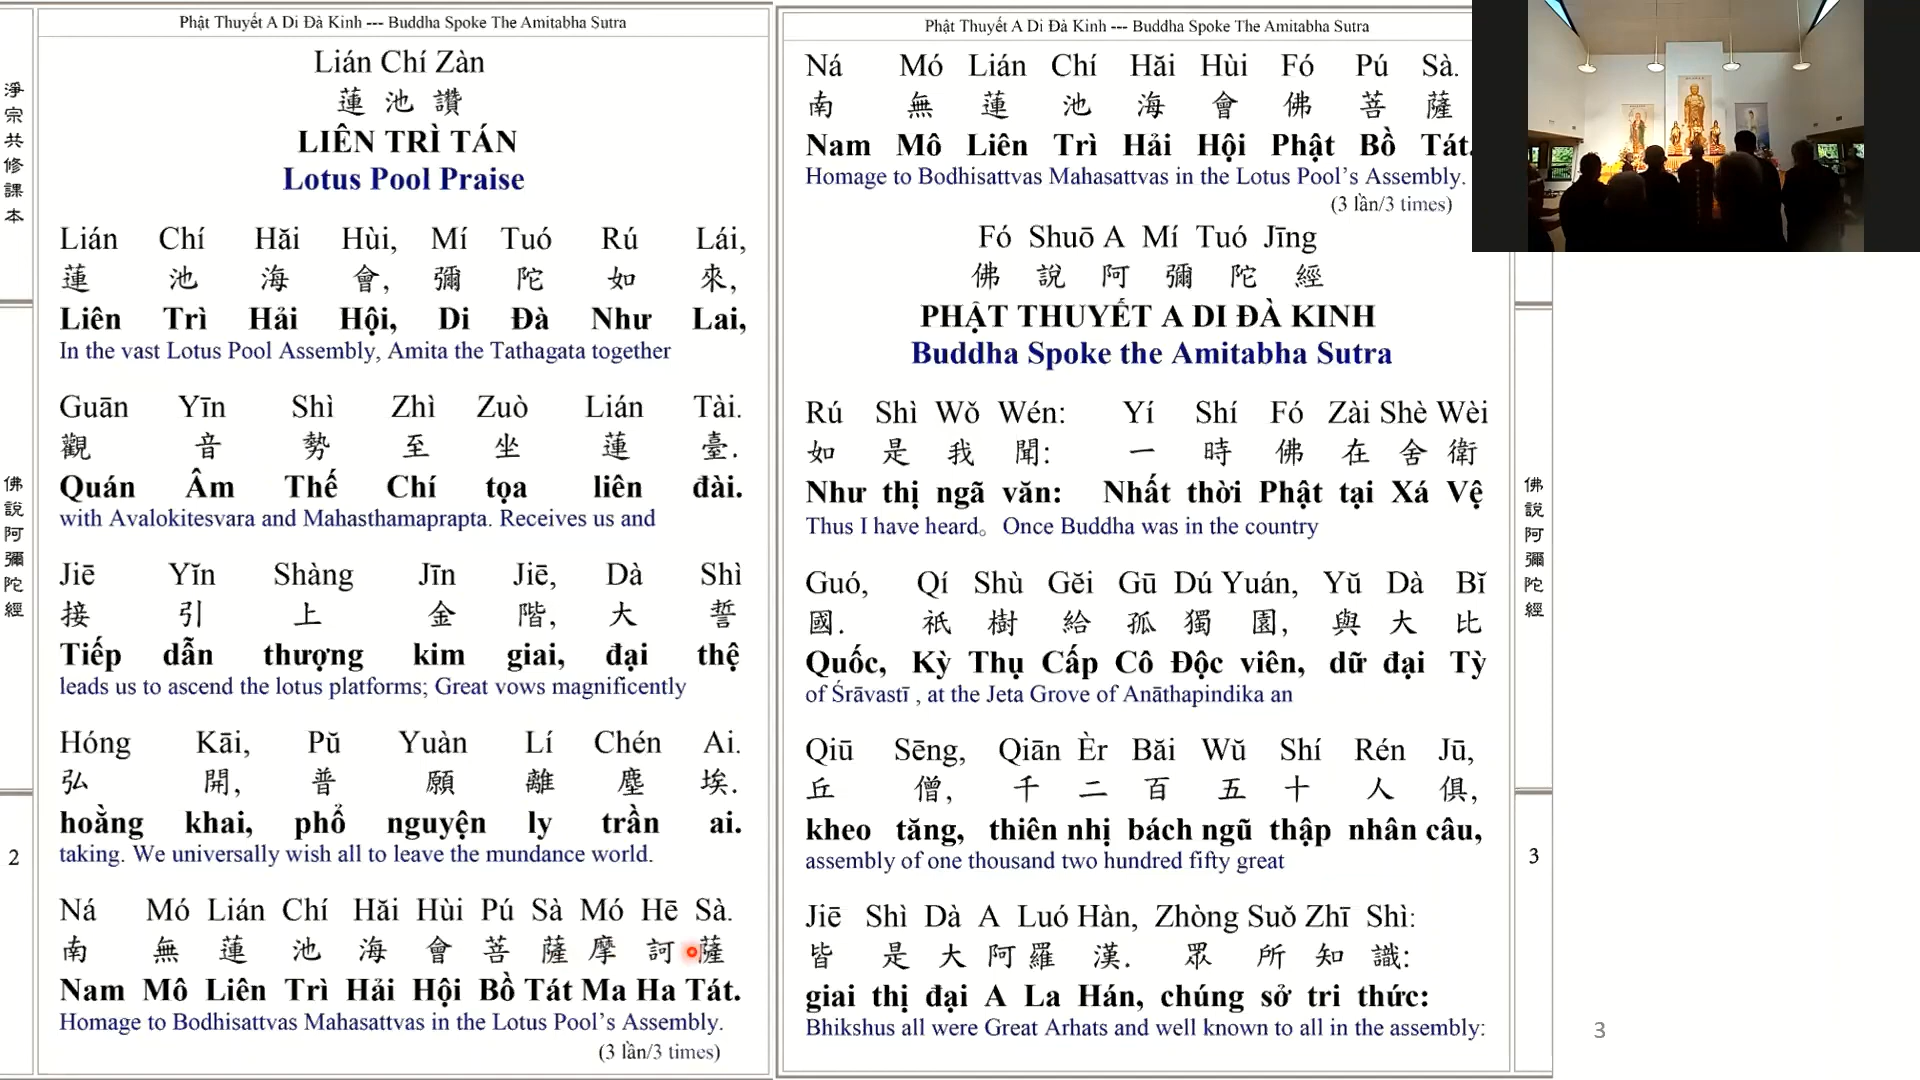 Phật Thuyết A Di Đà Kinh --- Buddha Spoke The Amitabha Sutra
淨宗共修課本
佛說阿彌陀經
2
Lián Chí Zàn
蓮 池 讚
LIÊN TRÌ TÁN
Lotus Pool Praise
Lián Chí Hăi Hùi, Mí Tuó Rú Lái,
蓮 池 海 會, 彌 陀 如 來,
Liên Trì Hải Hội, Di Đà Như Lai,
In the vast Lotus Pool Assembly, Amita the Tathagata together
Guān Yīn Shì Zhì Zuò Lián Tài.
觀 音 勢 至 坐 蓮 臺.
Quán Âm Thế Chí tọa liên đài.
with Avalokitesvara and Mahasthamaprapta. Receives us and
Jiē Yĭn Shàng Jīn Jiē, Dà Shì
接 引 上 金 階, 大 誓
Tiếp dẫn thượng kim giai, đại thệ
leads us to ascend the lotus platforms; Great vows magnificently
Hóng Kāi, Pŭ Yuàn Lí Chén Ai.
弘 開, 普 願 離 塵 埃.
hoằng khai, phổ nguyện ly trần ai.
taking. We universally wish all to leave the mundance world.
Ná Mó Lián Chí Hăi Hùi Pú Sà Mó Hē Sà.
南 無 蓮 池 海 會 菩 薩 摩 訶 薩
Nam Mô Liên Trì Hải Hội Bồ Tát Ma Ha Tát.
Homage to Bodhisattvas Mahasattvas in the Lotus Pool’s Assembly.
(3 lần/3 times)
Phật Thuyết A Di Đà Kinh --- Buddha Spoke The Amitabha Sutra
Ná Mó Lián Chí Hăi Hùi Fó Pú Sà.
南 無 蓮 池 海 會 佛 菩 薩
Nam Mô Liên Trì Hải Hội Phật Bồ Tát.
Homage to Bodhisattvas Mahasattvas in the Lotus Pool’s Assembly.
(3 lần/3 times)
Fó Shuō A Mí Tuó Jīng
佛 說 阿 彌 陀 經
PHẬT THUYẾT A DI ĐÀ KINH
Buddha Spoke the Amitabha Sutra
Rú Shì Wŏ Wén: Yí Shí Fó Zài Shè Wèi
如 是 我 聞: 一 時 佛 在 舍 衛
Như thị ngã văn: Nhất thời Phật tại Xá Vệ
Thus I have heard。Once Buddha was in the country
Guó, Qí Shù Gĕi Gū Dú Yuán, Yŭ Dà Bĭ
國. 祇 樹 給 孤 獨 園, 與 大 比
Quốc, Kỳ Thụ Cấp Cô Độc viên, dữ đại Tỳ
of Śrāvastī , at the Jeta Grove of Anāthapindika an
Qiū Sēng, Qiān Èr Băi Wŭ Shí Rén Jū,
丘 僧, 千 二 百 五 十 人 俱,
kheo tăng, thiên nhị bách ngũ thập nhân câu,
assembly of one thousand two hundred fifty great
Jiē Shì Dà A Luó Hàn, Zhòng Suŏ Zhī Shì:
皆 是 大 阿 羅 漢. 眾 所 知 識:
giai thị đại A La Hán, chúng sở tri thức:
Bhikshus all were Great Arhats and well known to all in the assembly:
佛說阿彌陀經
3
3